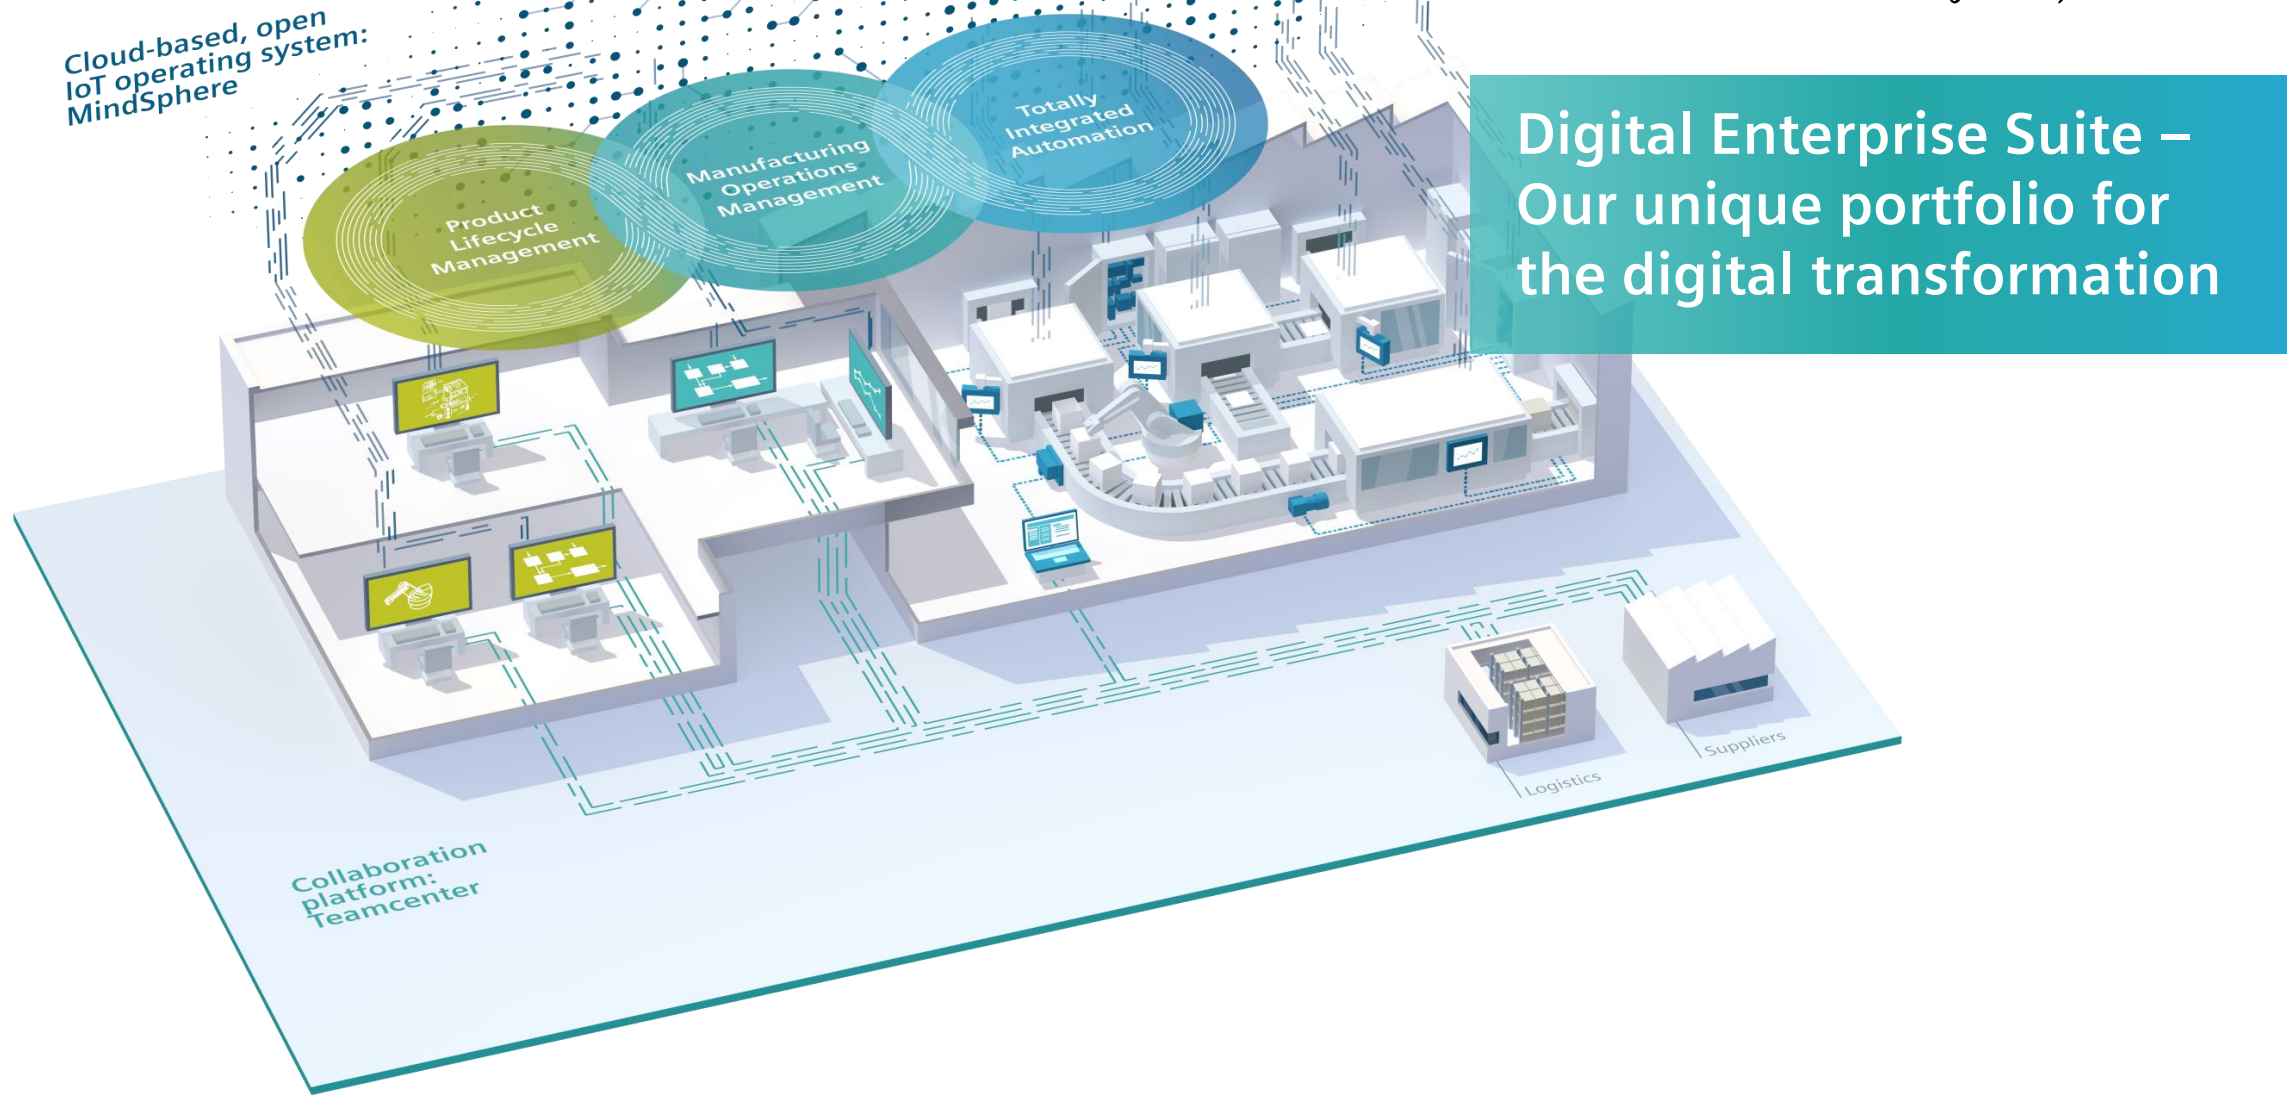 Cloud-based, open
IoT operating system:
MindSphere
Product
Lifecycle
Management
Manufacturing
Operations
Management
Totally
Integrated
Automation
Digital Enterprise Suite –
Our unique portfolio for
the digital transformation
Suppliers
Logistics
Collaboration
platform:
Teamcenter